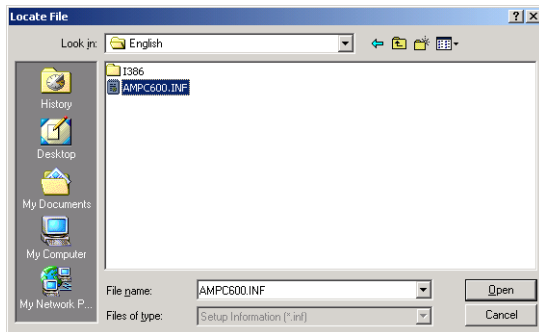 Locate File
Look in: English
I386
AMPC600.INF
History
Desktop
My Documents
My Computer
My Network P...
File name: AMPC600.INF Open
Files of type: Setup Information (*.inf) Cancel